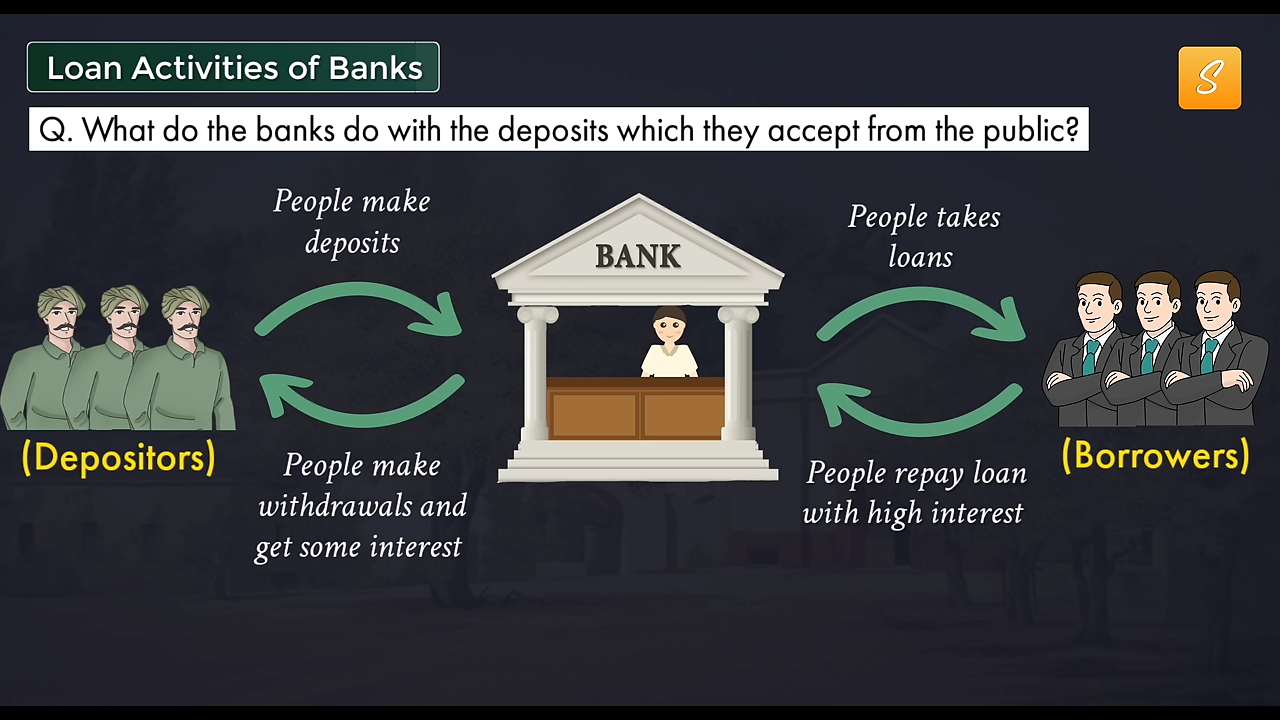 Loan Activities of Banks
S
Q. What do the banks do with the deposits which they accept from the public?
People make
deposits
BANK
People takes
loans
(Depositors)
People make
withdrawals and
get some interest
People repay loan
with high interest
(Borrowers)